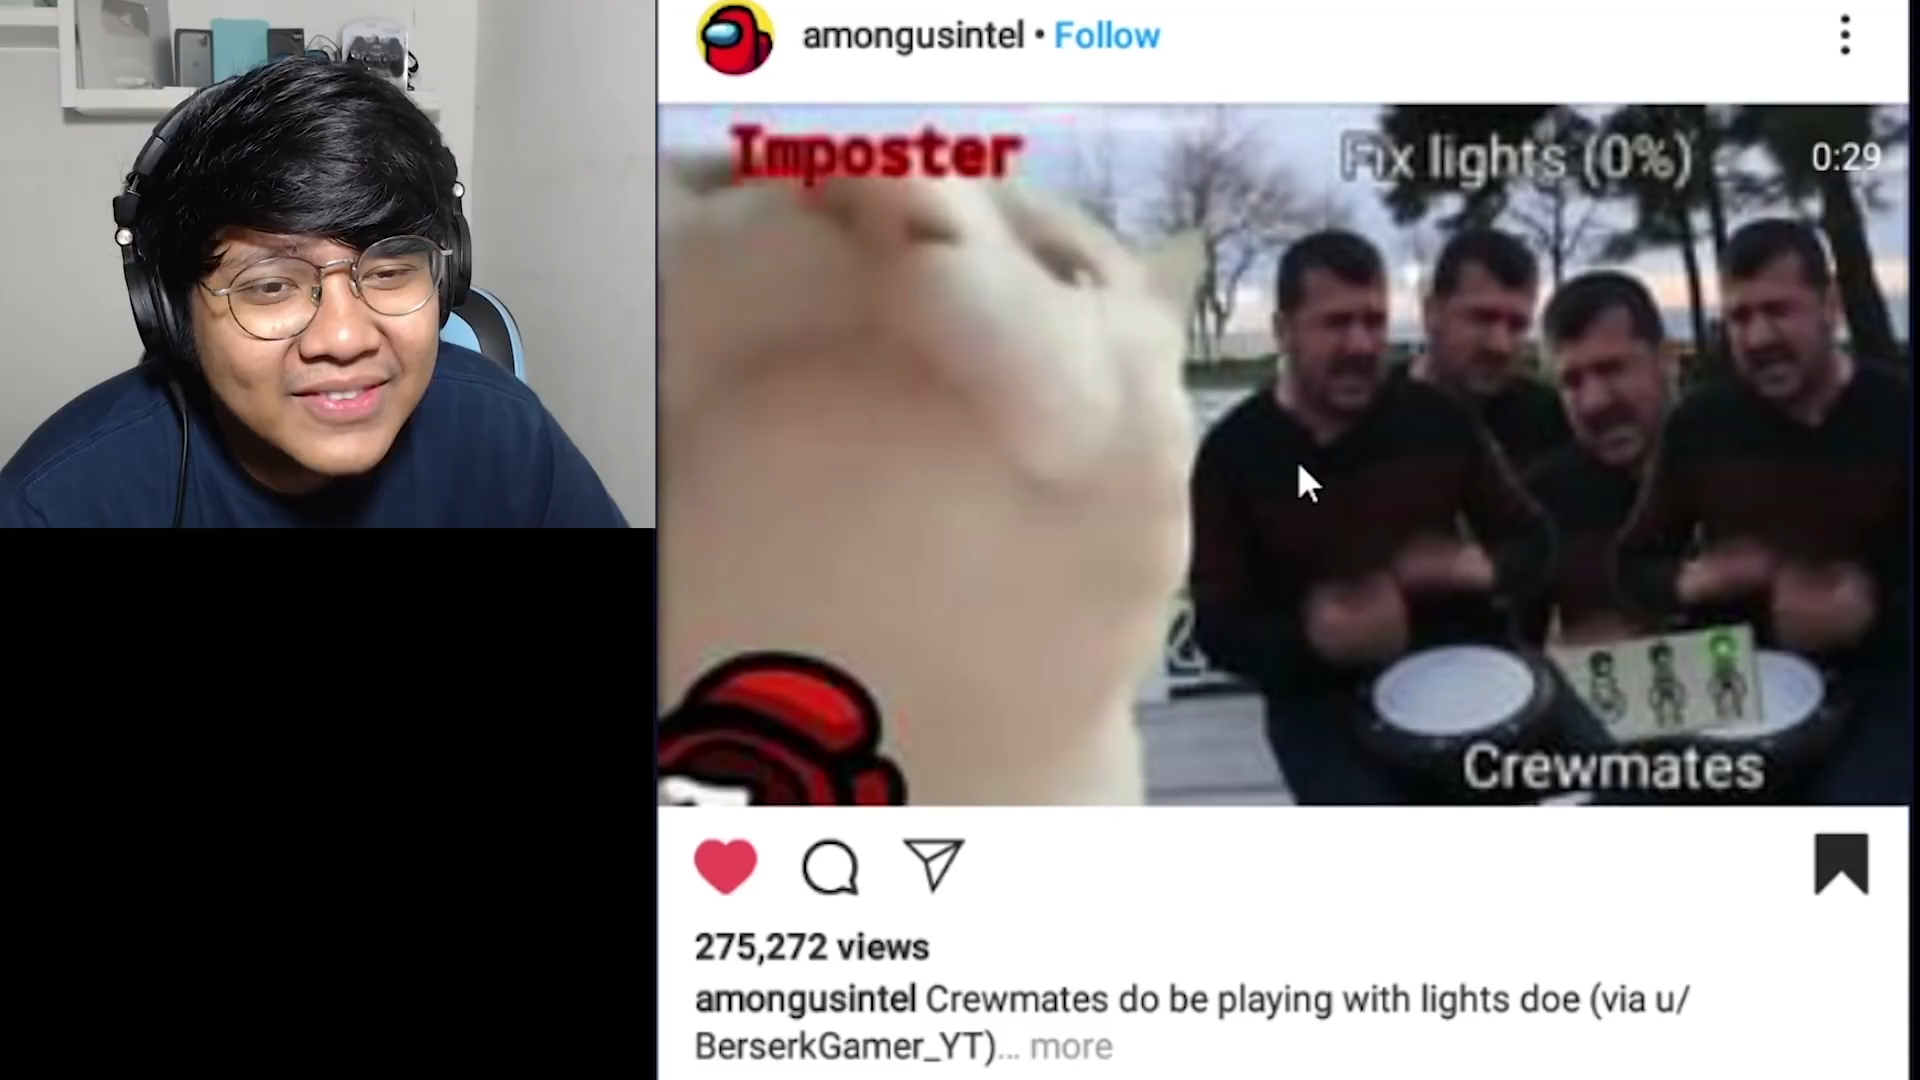 amongusintel • Follow
Imposter
Fix lights (0%)
0:29
Crewmates
275,272 views
amongusintel Crewmates do be playing with lights doe (via u/
BerserkGamer_YT)... more